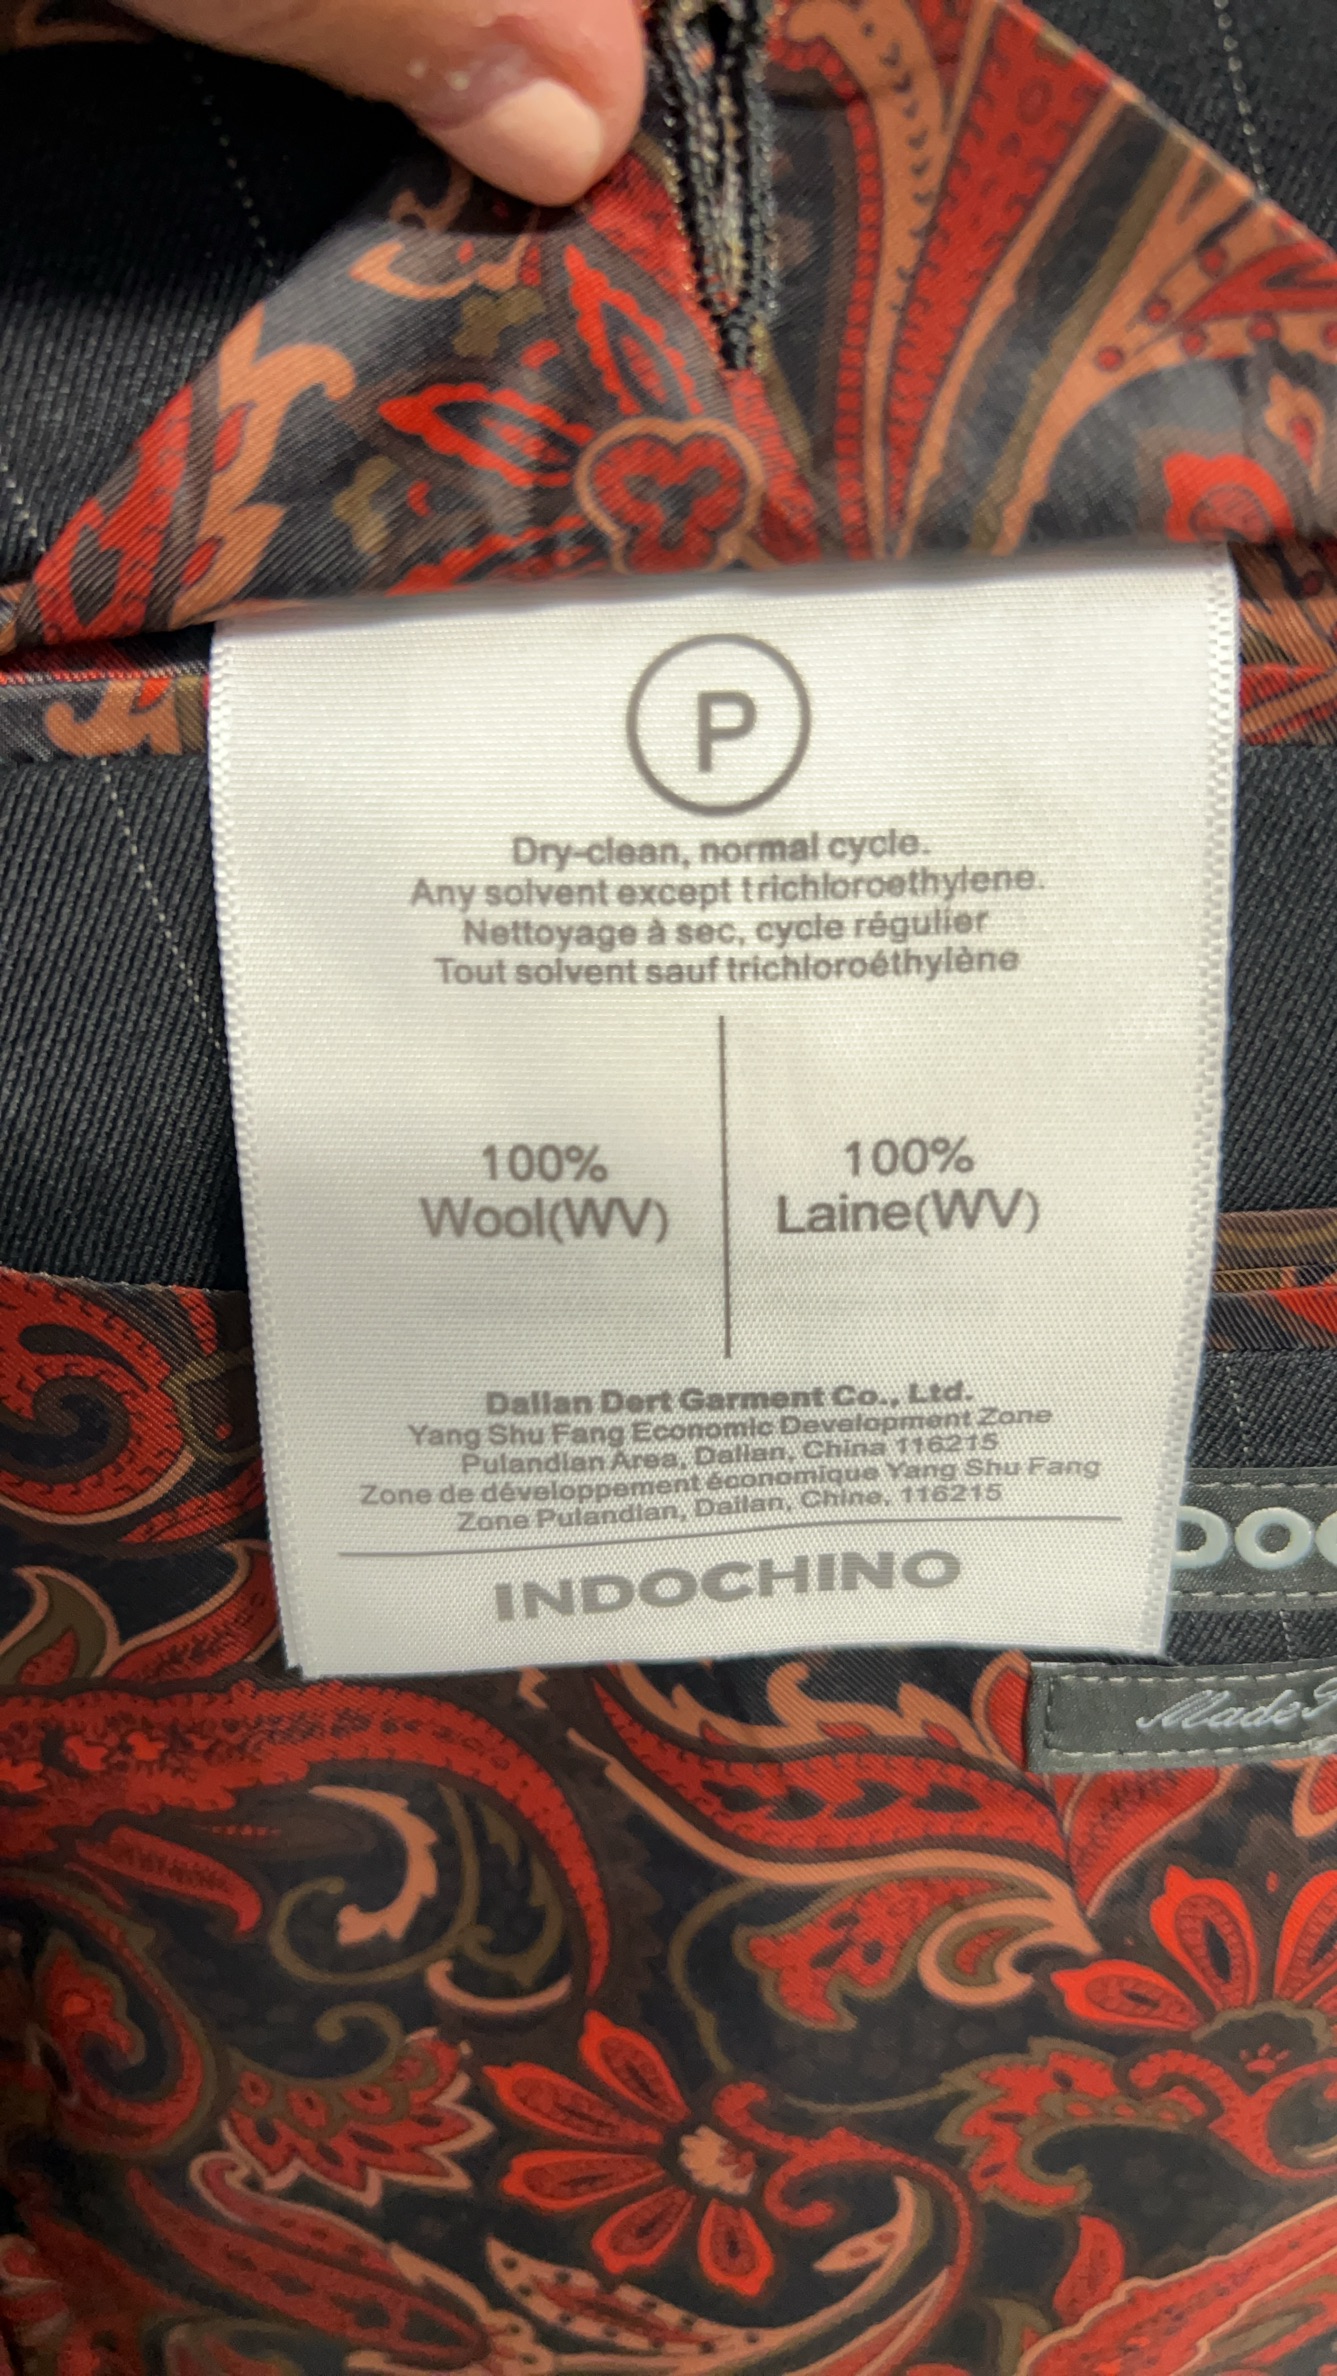 P
Dry-clean, normal cycle.
Any solvent except trichloroethylene.
Nettoyage à sec, cycle régulier
Tout solvent sauf trichloroéthylène
100%
Wool(WV)
100%
Laine(WV)
Dalian Dert Garment Co., Ltd.
Yang Shu Fang Economic Development Zone
Pulandian Area, Dalian, China 116215
Zone de développement économique Yang Shu Fang
Zone Pulandian, Dalian, Chine, 116215
INDOCHINO
DOC
Made